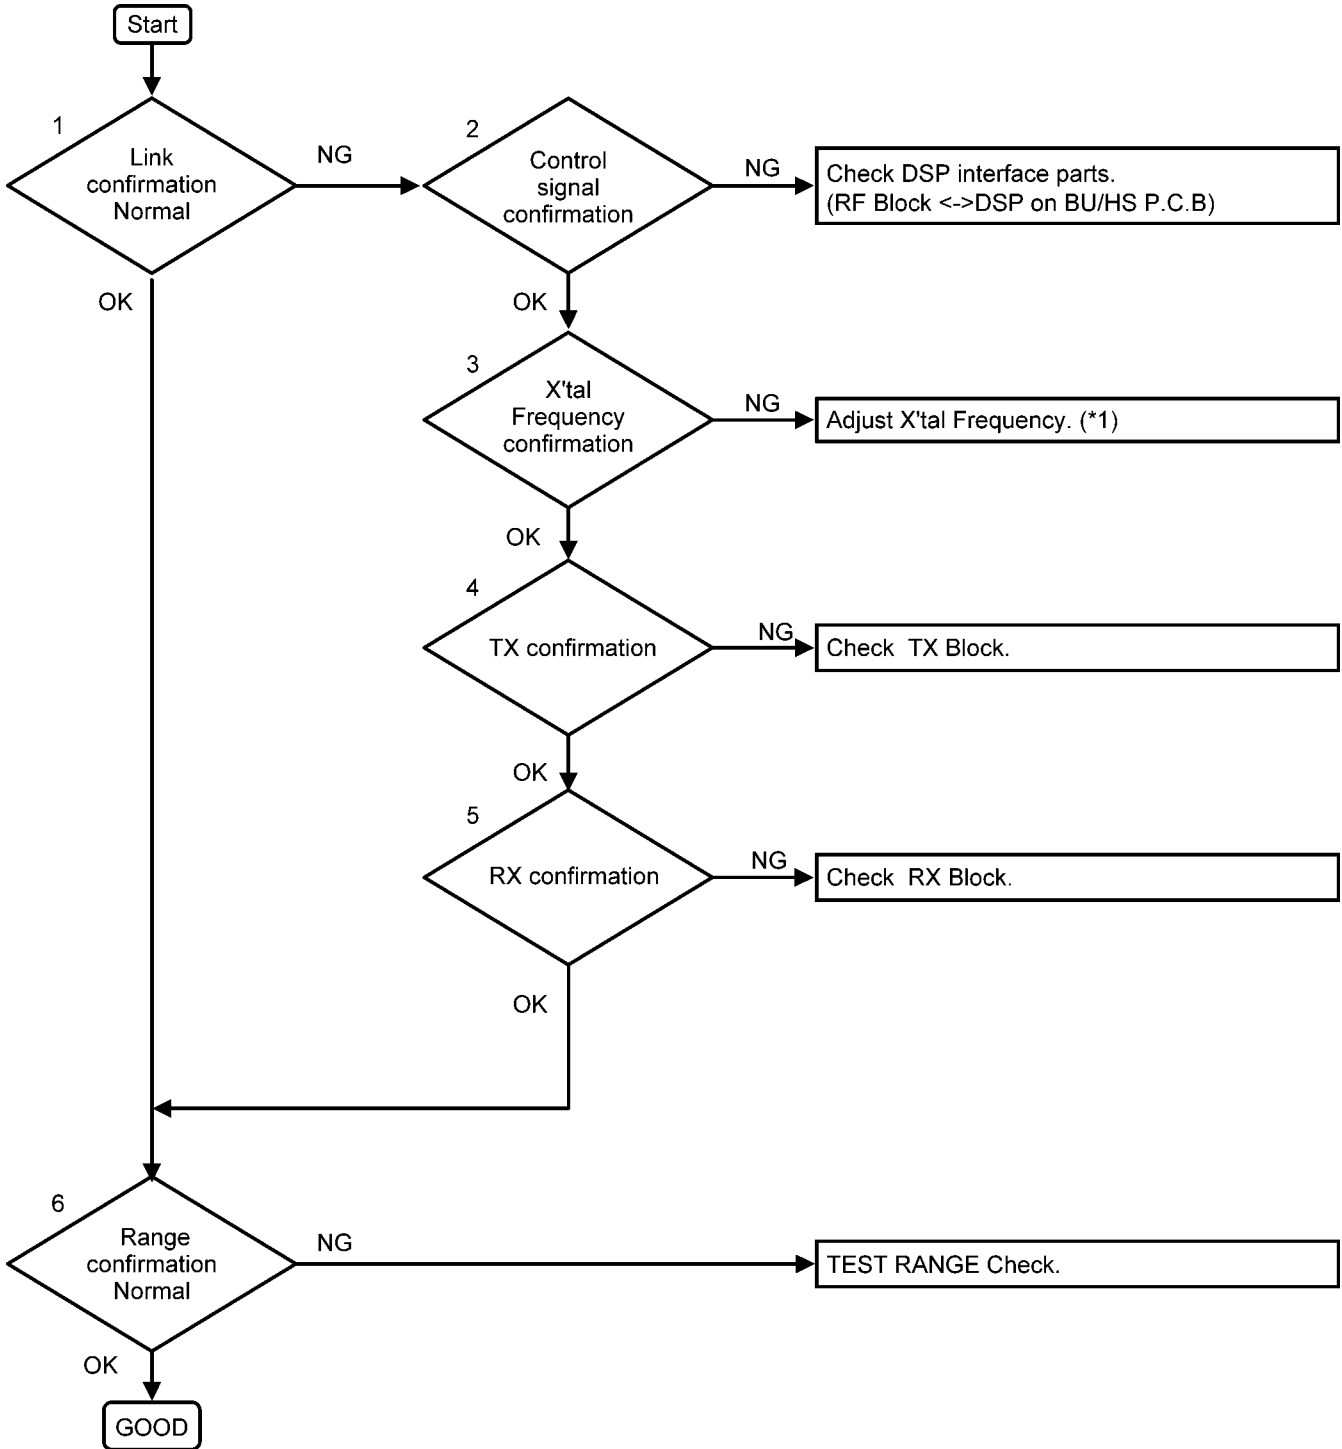 Start
1
Link
confirmation
Normal
NG
OK
2
Control
signal
confirmation
NG
Check DSP interface parts.
(RF Block <->DSP on BU/HS P.C.B)
OK
3
X'tal
Frequency
confirmation
NG
Adjust X'tal Frequency. (*1)
OK
4
TX confirmation
NG
Check TX Block.
OK
5
RX confirmation
NG
Check RX Block.
OK
6
Range
confirmation
Normal
NG
TEST RANGE Check.
OK
GOOD